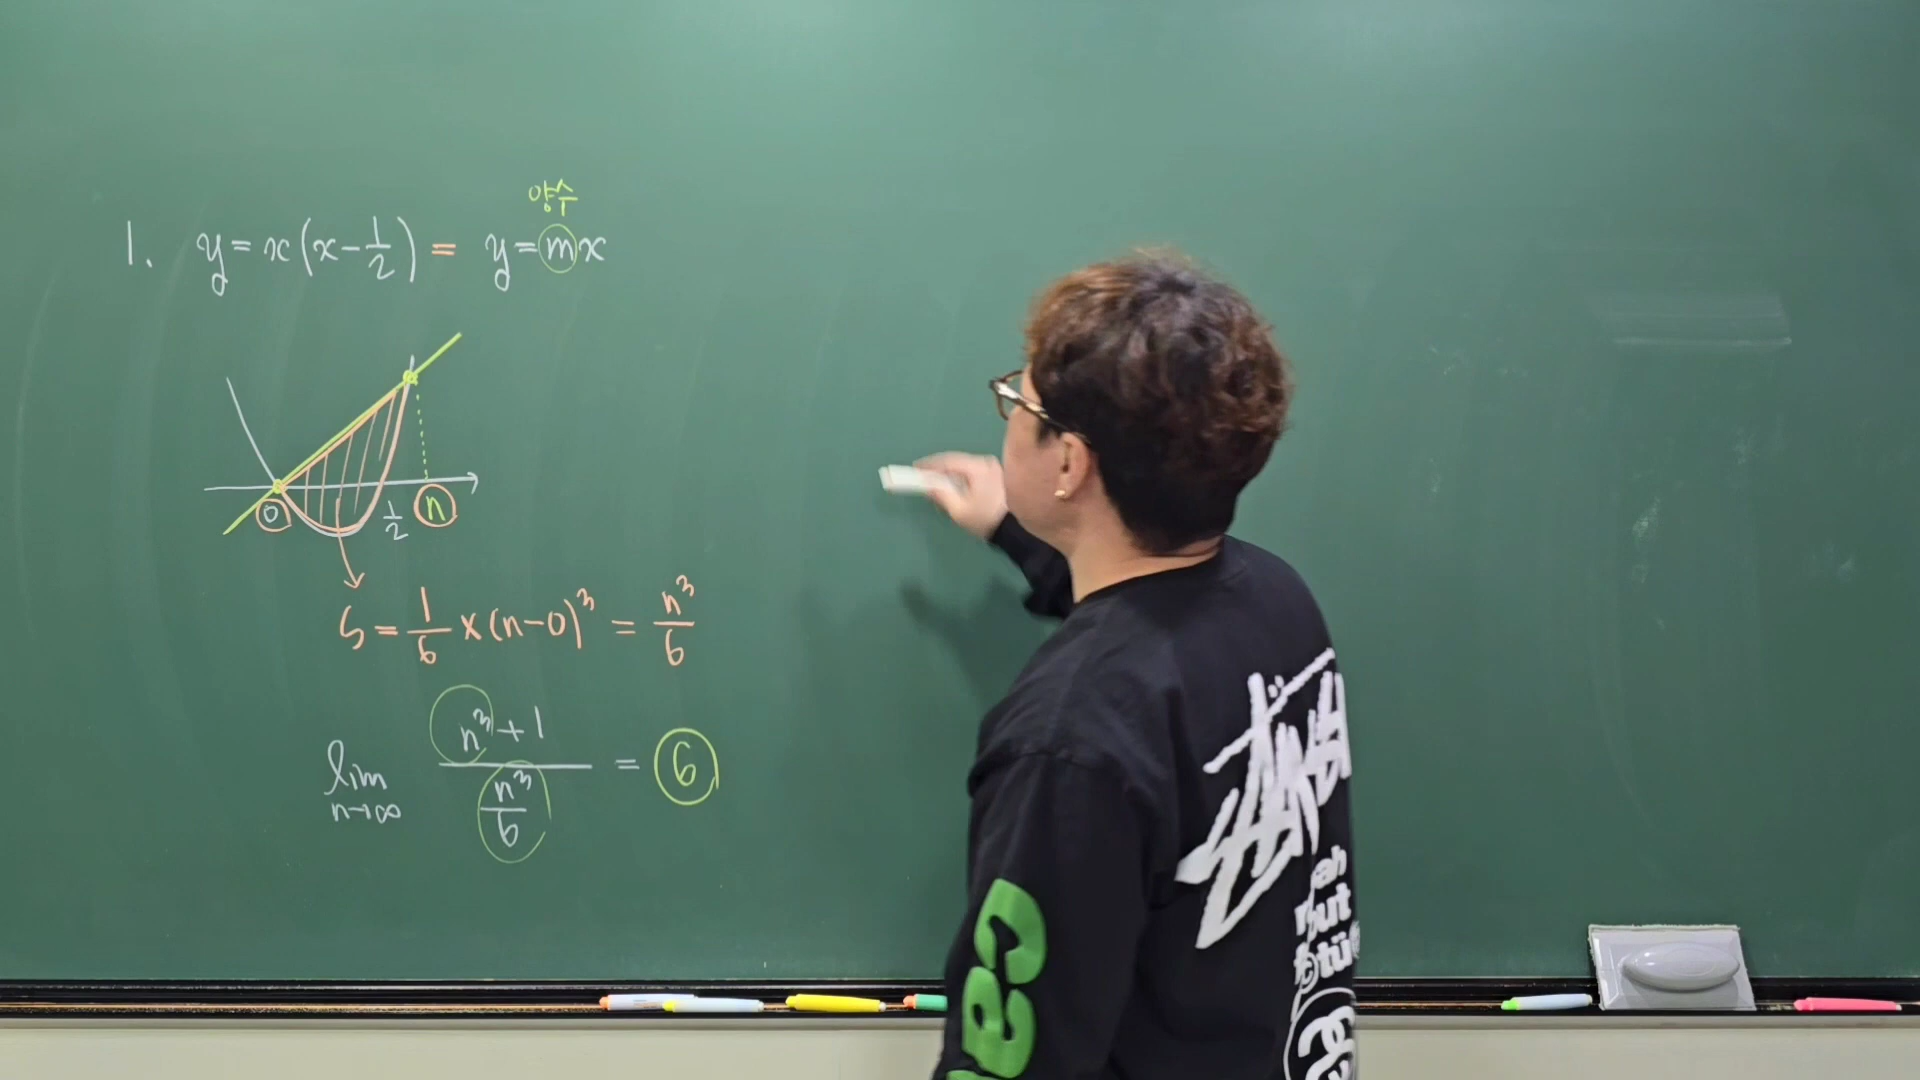 양수
1. y=x(x-1/2) = y=mx
0 1/2 n
S=1/6×(n-0)³=n³/6
lim n→∞ (n³+1)/(n³/6) = 6
put